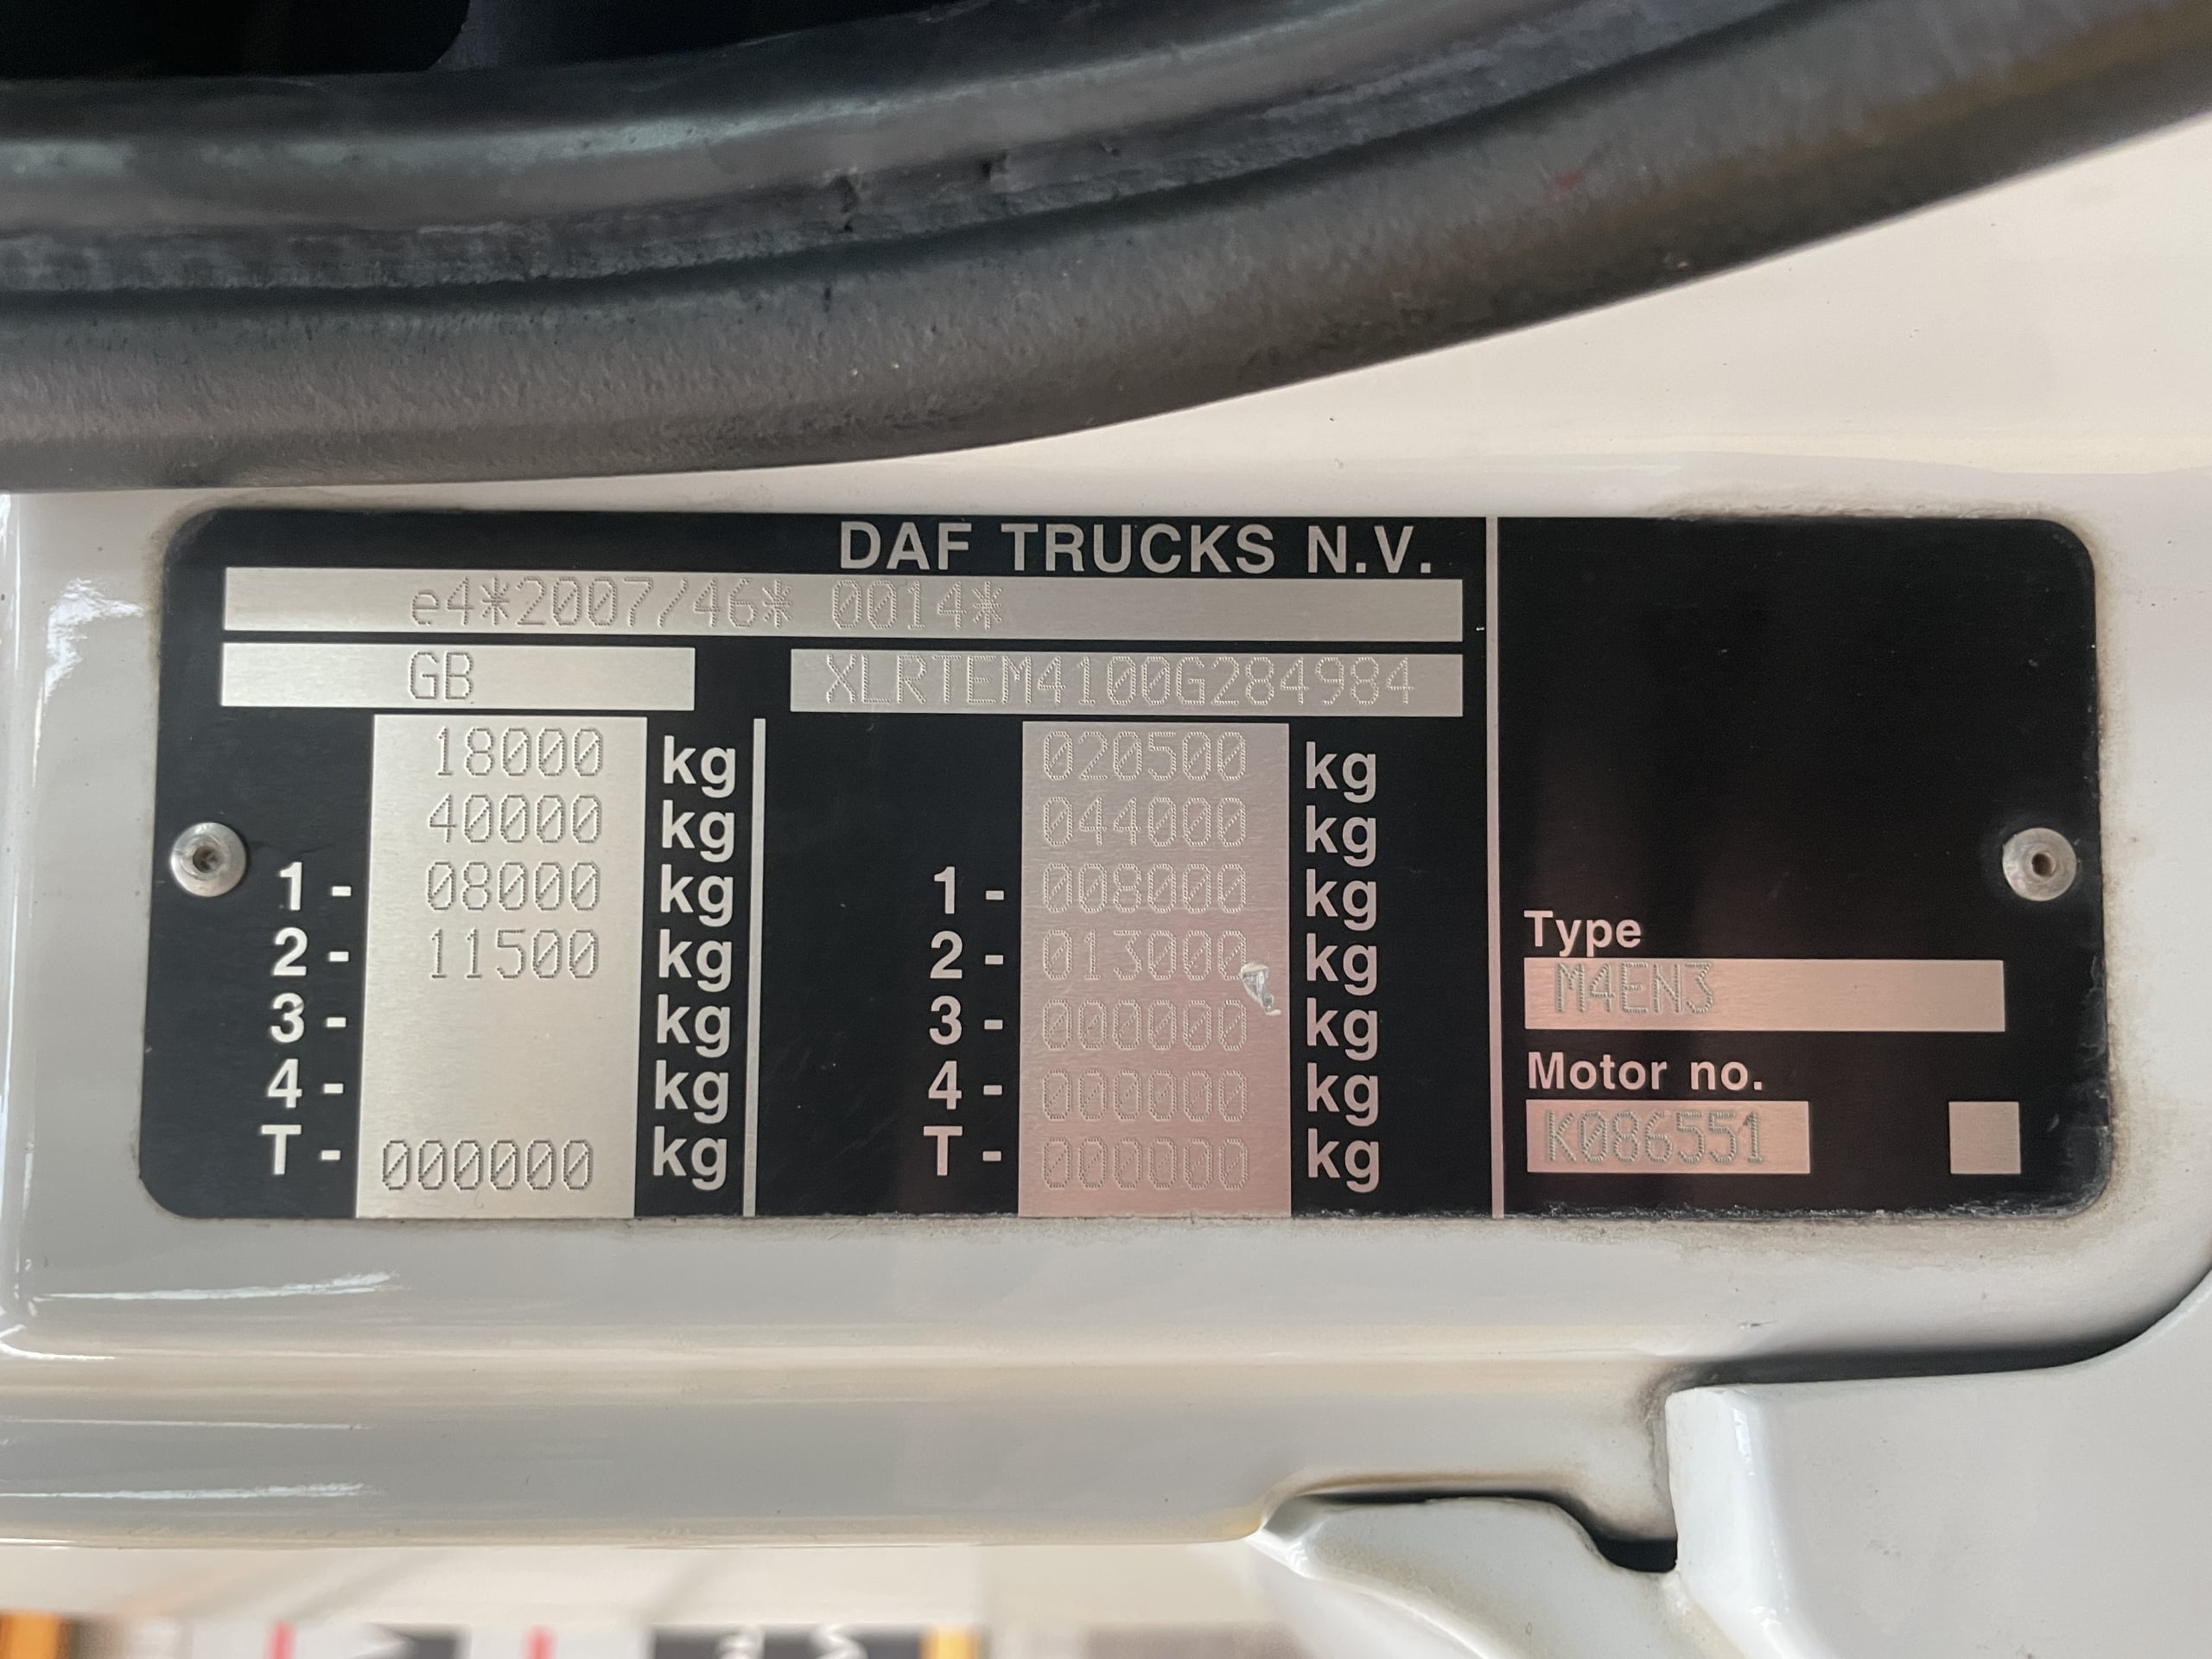 DAF TRUCKS N.V.
e4*2007/46* 0014*
GB XLRTEM4100G284984
18000 kg 020500 kg
40000 kg 044000 kg
1 - 08000 kg 1 - 008000 kg
2 - 11500 kg 2 - 013000 kg
3 - kg 3 - 000000 kg
4 - kg 4 - 000000 kg
T - 000000 kg T - 000000 kg
Type
M4EN3
Motor no.
K086551